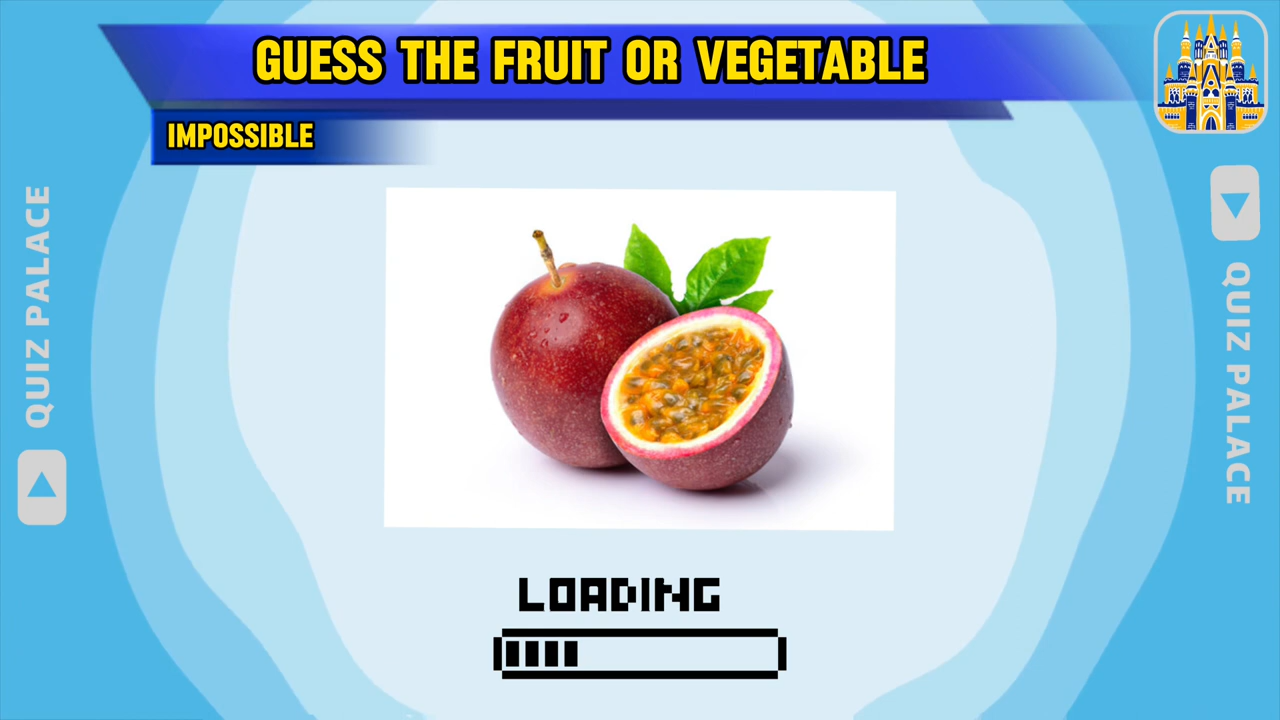 GUESS THE FRUIT OR VEGETABLE
IMPOSSIBLE
QUIZ PALACE
QUIZ PALACE
LOADING